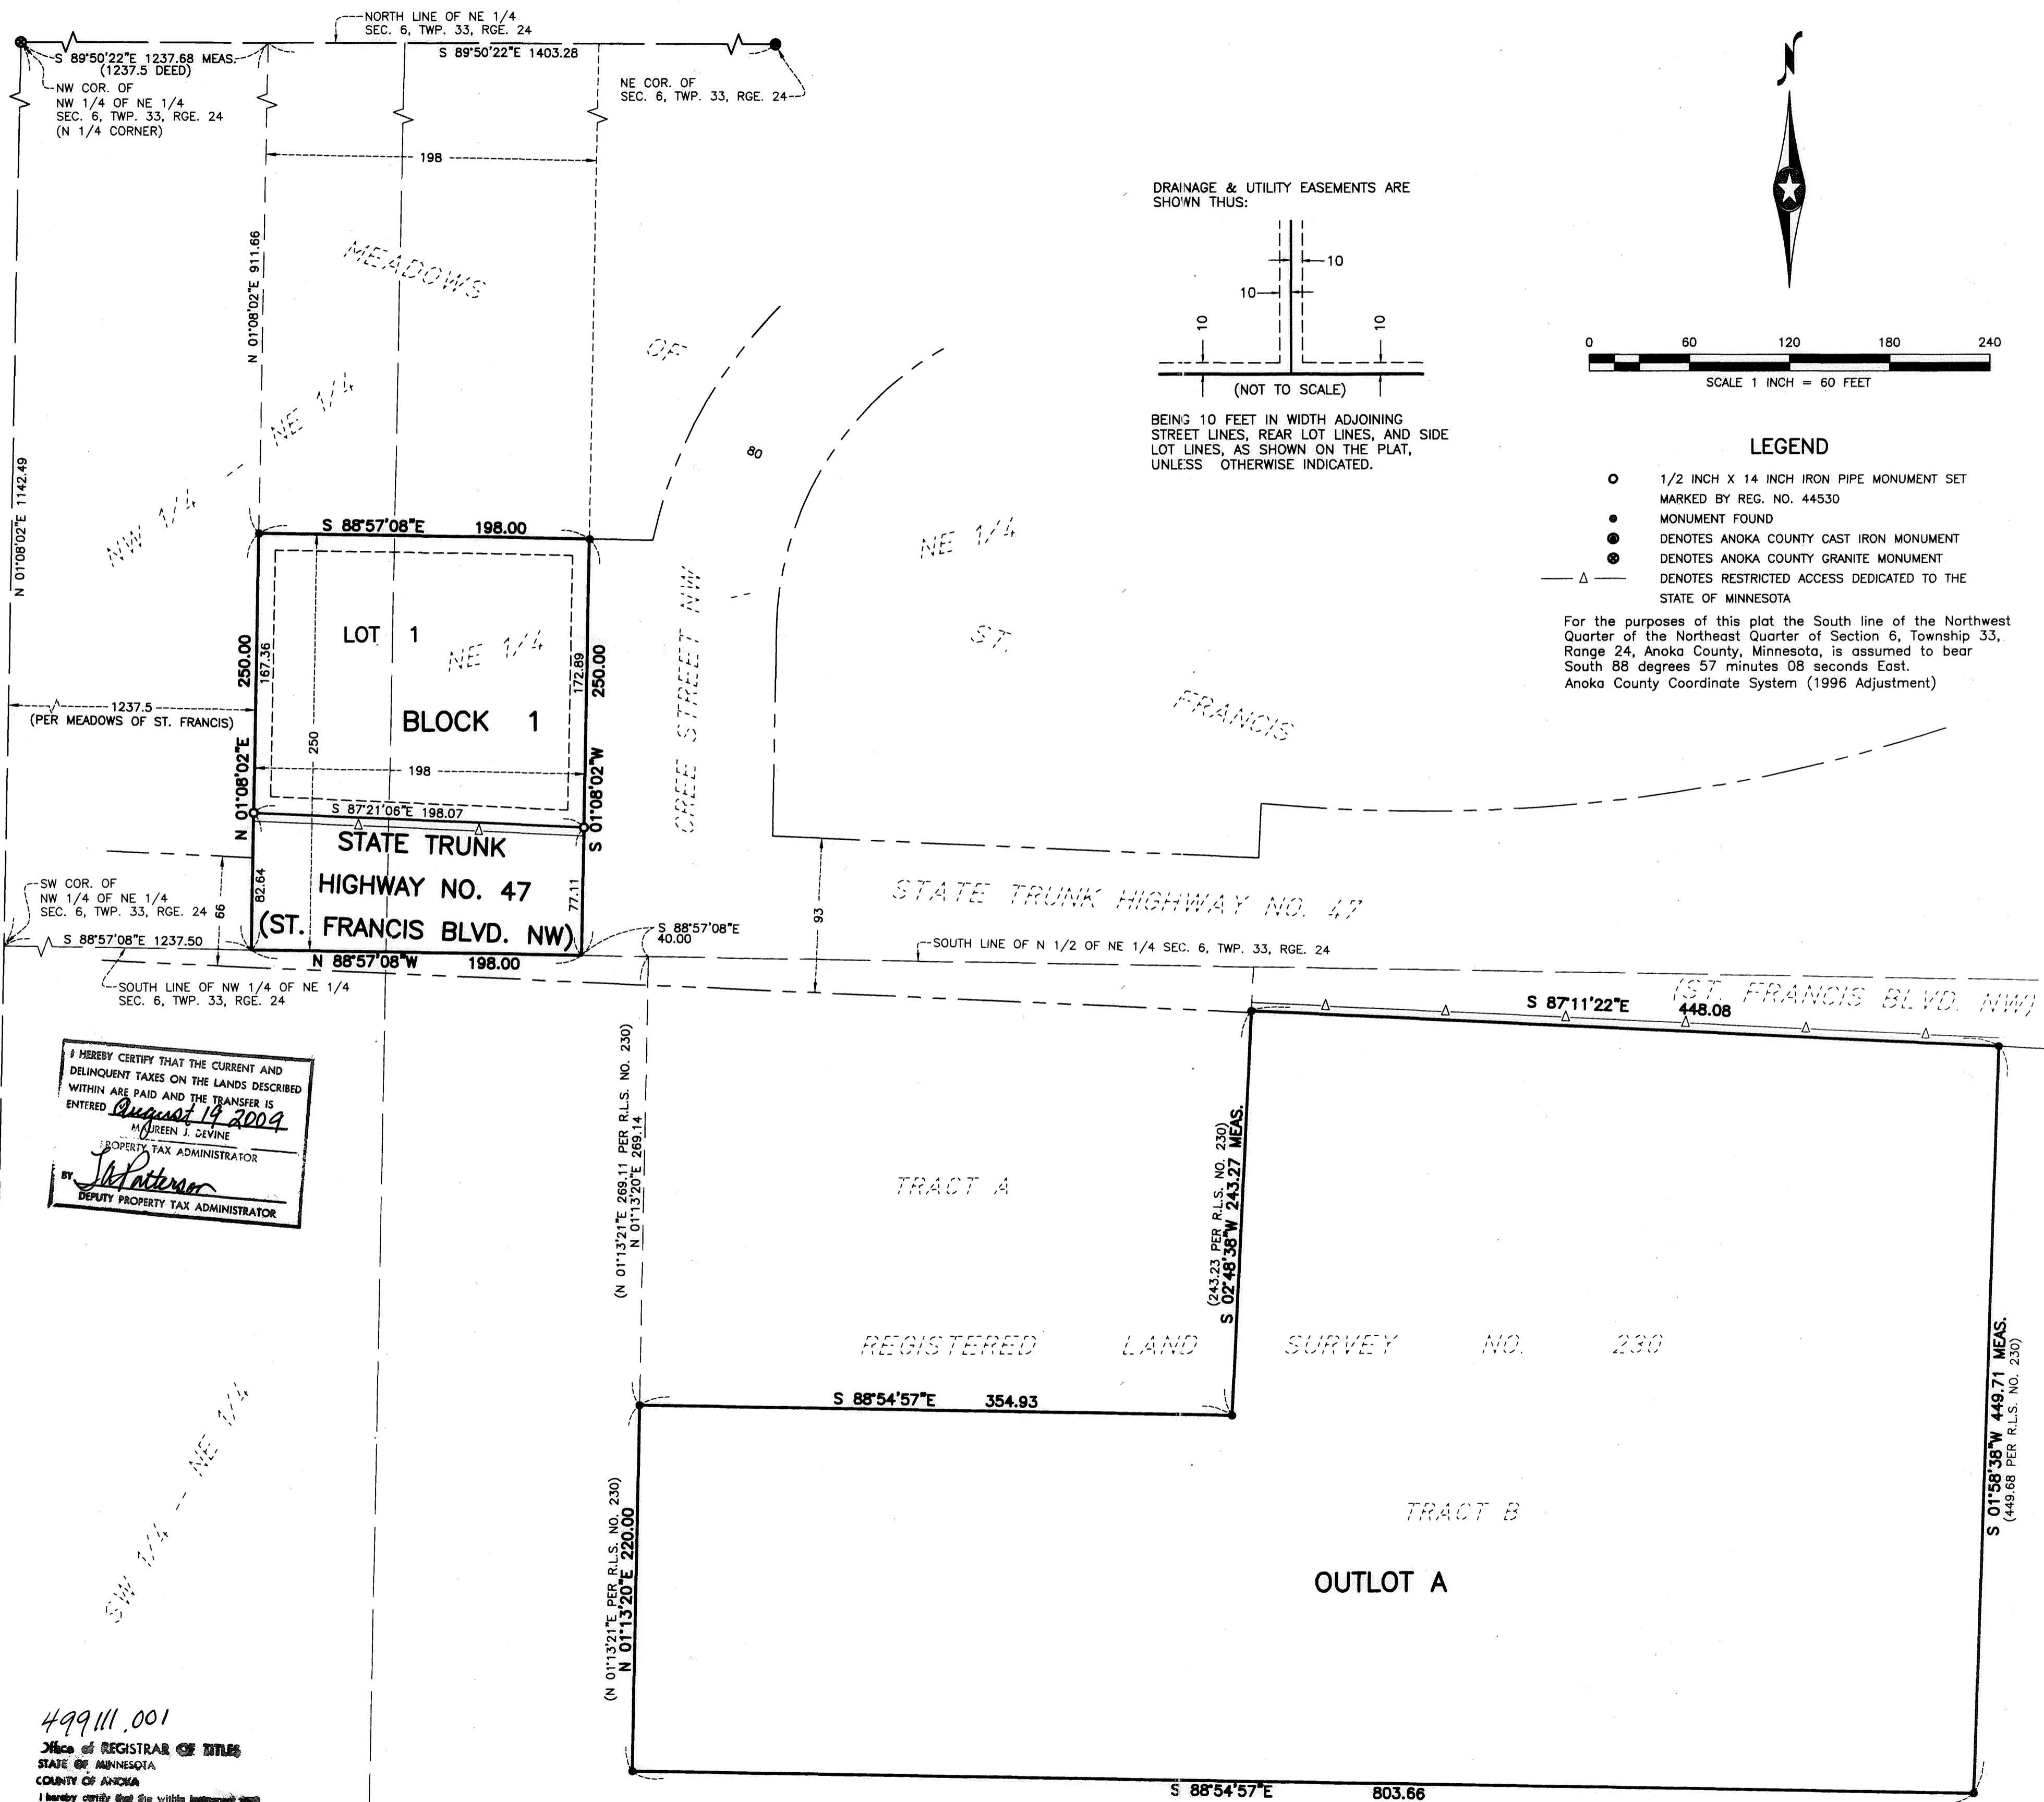 NORTH LINE OF NE 1/4
SEC. 6, TWP. 33, RGE. 24
S 89°50'22"E 1237.68 MEAS.
(1237.5 DEED)
S 89°50'22"E 1403.28
NW COR. OF
NW 1/4 OF NE 1/4
SEC. 6, TWP. 33, RGE. 24
(N 1/4 CORNER)
NE COR. OF
SEC. 6, TWP. 33, RGE. 24
198
N 01°08'02"E 911.66
N 01°08'02"E 1142.49
MEADOWS
OF
ST.
FRANCIS
NW 1/4 - NE 1/4
NE 1/4 - NE 1/4
80
N
DRAINAGE & UTILITY EASEMENTS ARE
SHOWN THUS:
10
10
10
10
(NOT TO SCALE)
BEING 10 FEET IN WIDTH ADJOINING
STREET LINES, REAR LOT LINES, AND SIDE
LOT LINES, AS SHOWN ON THE PLAT,
UNLESS OTHERWISE INDICATED.
0 60 120 180 240
SCALE 1 INCH = 60 FEET
LEGEND
1/2 INCH X 14 INCH IRON PIPE MONUMENT SET
MARKED BY REG. NO. 44530
MONUMENT FOUND
DENOTES ANOKA COUNTY CAST IRON MONUMENT
DENOTES ANOKA COUNTY GRANITE MONUMENT
DENOTES RESTRICTED ACCESS DEDICATED TO THE
STATE OF MINNESOTA
For the purposes of this plat the South line of the Northwest
Quarter of the Northeast Quarter of Section 6, Township 33,
Range 24, Anoka County, Minnesota, is assumed to bear
South 88 degrees 57 minutes 08 seconds East.
Anoka County Coordinate System (1996 Adjustment)
S 88°57'08"E 198.00
LOT 1
BLOCK 1
N 01°08'02"E 250.00
167.36
172.89
S 01°08'02"W 250.00
250
198
1237.5
(PER MEADOWS OF ST. FRANCIS)
CREE STREET NW
S 87°21'06"E 198.07
STATE TRUNK
HIGHWAY NO. 47
(ST. FRANCIS BLVD. NW)
82.64
77.11
66
93
SW COR. OF
NW 1/4 OF NE 1/4
SEC. 6, TWP. 33, RGE. 24
S 88°57'08"E 1237.50
N 88°57'08"W 198.00
S 88°57'08"E
40.00
SOUTH LINE OF NW 1/4 OF NE 1/4
SEC. 6, TWP. 33, RGE. 24
STATE TRUNK HIGHWAY NO. 47
SOUTH LINE OF N 1/2 OF NE 1/4 SEC. 6, TWP. 33, RGE. 24
(ST. FRANCIS BLVD. NW)
S 87°11'22"E 448.08
I HEREBY CERTIFY THAT THE CURRENT AND
DELINQUENT TAXES ON THE LANDS DESCRIBED
WITHIN ARE PAID AND THE TRANSFER IS
ENTERED August 19 2009
MAUREEN J. DEVINE
PROPERTY TAX ADMINISTRATOR
BY Patterson
DEPUTY PROPERTY TAX ADMINISTRATOR
(N 01°13'21"E 269.11 PER R.L.S. NO. 230)
N 01°13'20"E 269.14
TRACT A
(243.23 PER R.L.S. NO. 230)
S 02°48'38"W 243.27 MEAS.
REGISTERED LAND SURVEY NO. 230
S 88°54'57"E 354.93
S 01°58'38"W 449.71 MEAS.
(449.68 PER R.L.S. NO. 230)
SW 1/4 - NE 1/4
(N 01°13'21"E PER R.L.S. NO. 230)
N 01°13'20"E 220.00
TRACT B
OUTLOT A
S 88°54'57"E 803.66
499111.001
Office of REGISTRAR OF TITLES
STATE OF MINNESOTA
COUNTY OF ANOKA
I hereby certify that the within instrument